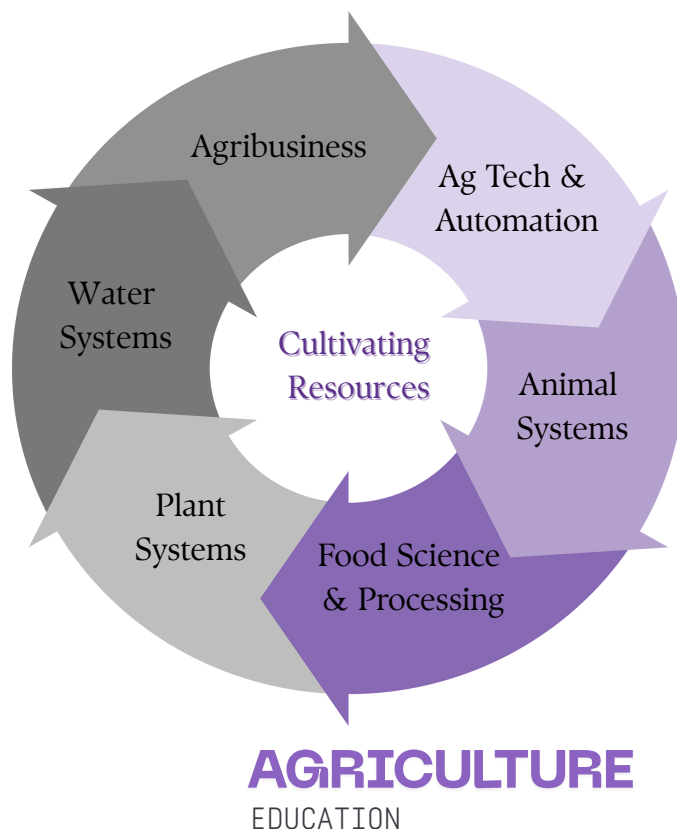 Agribusiness
Ag Tech &
Automation
Water
Systems
Cultivating
Resources
Animal
Systems
Plant
Systems
Food Science
& Processing
AGRICULTURE
EDUCATION